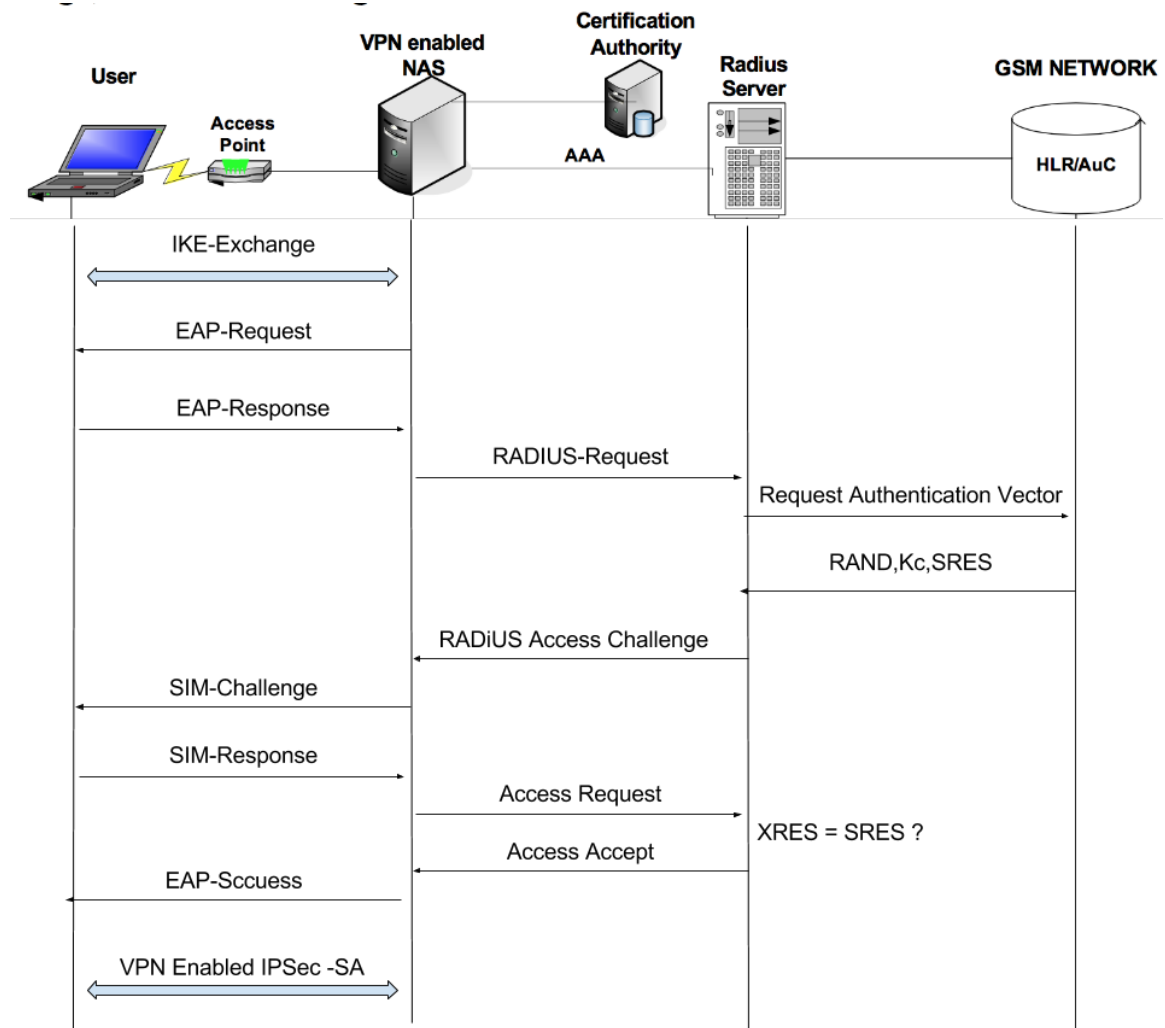 User
Access
Point
VPN enabled
NAS
Certification
Authority
Radius
Server
GSM NETWORK
AAA
HLR/AuC
IKE-Exchange
EAP-Request
EAP-Response
RADIUS-Request
Request Authentication Vector
RAND,Kc,SRES
RADiUS Access Challenge
SIM-Challenge
SIM-Response
Access Request
XRES = SRES ?
Access Accept
EAP-Sccuess
VPN Enabled IPSec -SA